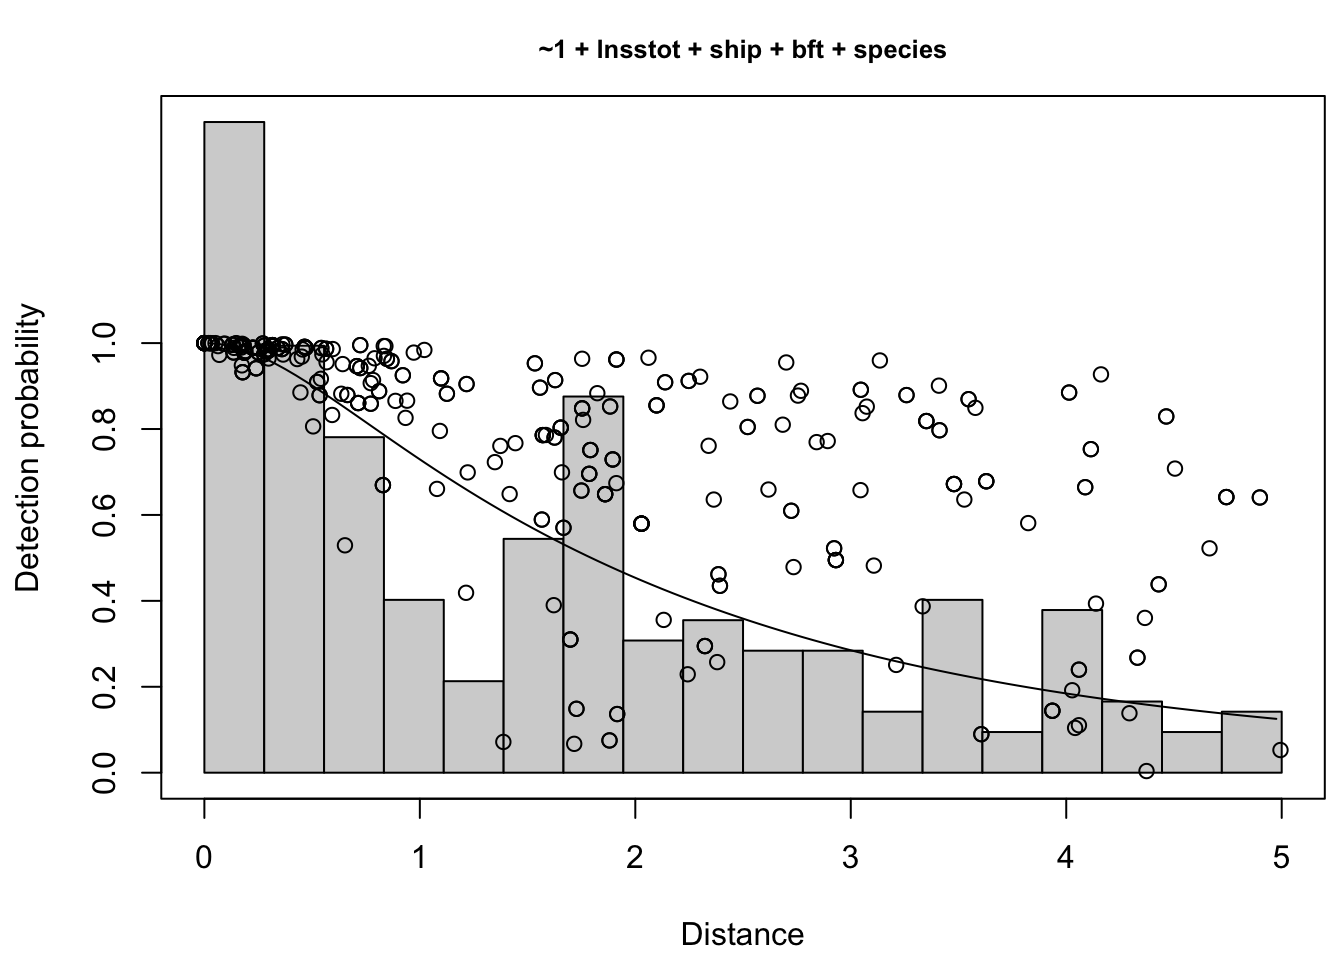 ~1 + lnsstot + ship + bft + species
Detection probability
1.0
0.8
0.6
0.4
0.2
0.0
0 1 2 3 4 5
Distance